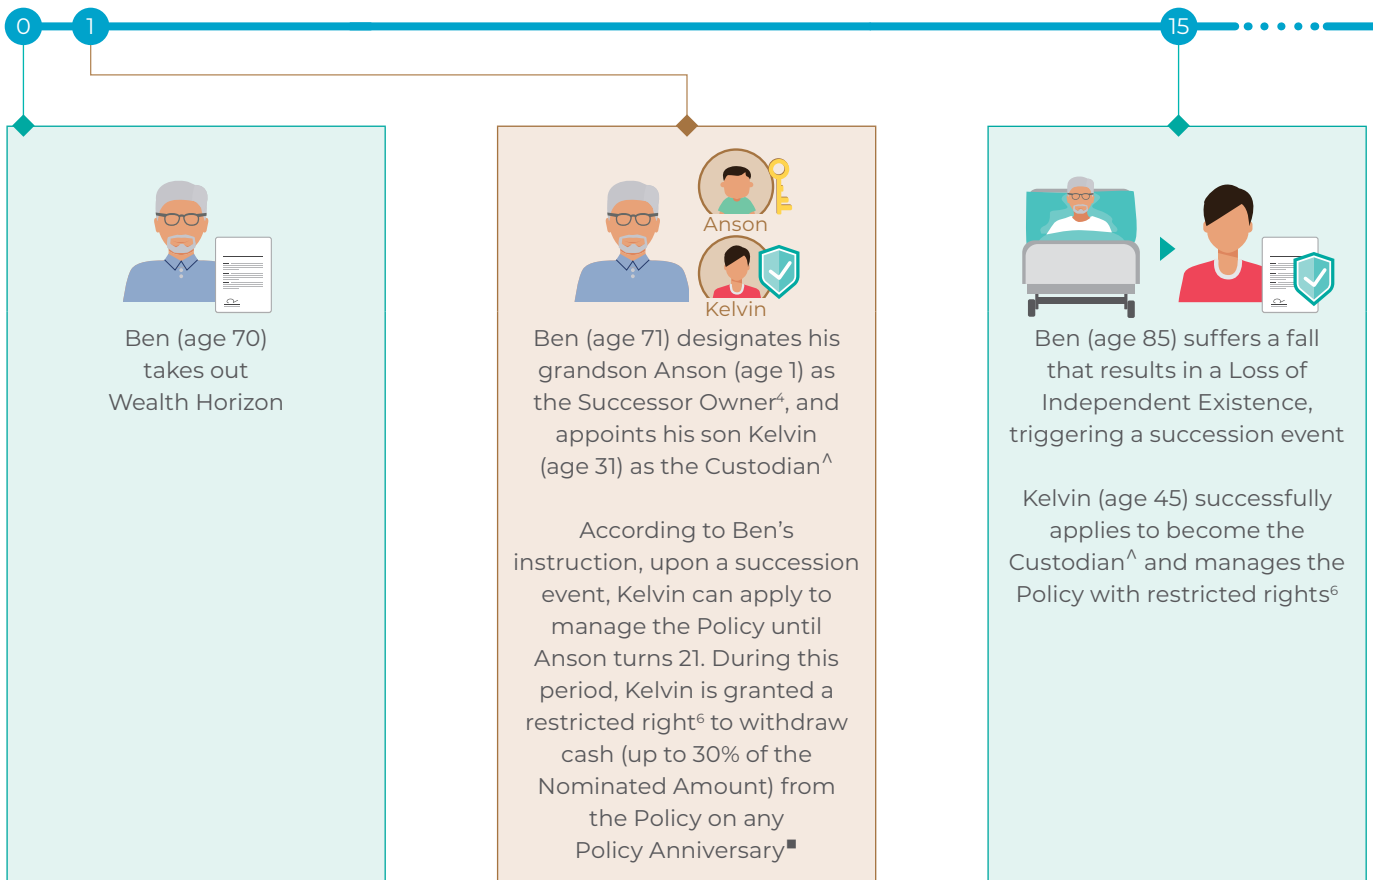 0
1
15
Ben (age 70)
takes out
Wealth Horizon
Anson
Kelvin
Ben (age 71) designates his
grandson Anson (age 1) as
the Successor Owner⁴, and
appoints his son Kelvin
(age 31) as the Custodian^
According to Ben’s
instruction, upon a succession
event, Kelvin can apply to
manage the Policy until
Anson turns 21. During this
period, Kelvin is granted a
restricted right⁶ to withdraw
cash (up to 30% of the
Nominated Amount) from
the Policy on any
Policy Anniversary■
Ben (age 85) suffers a fall
that results in a Loss of
Independent Existence,
triggering a succession event
Kelvin (age 45) successfully
applies to become the
Custodian^ and manages the
Policy with restricted rights⁶